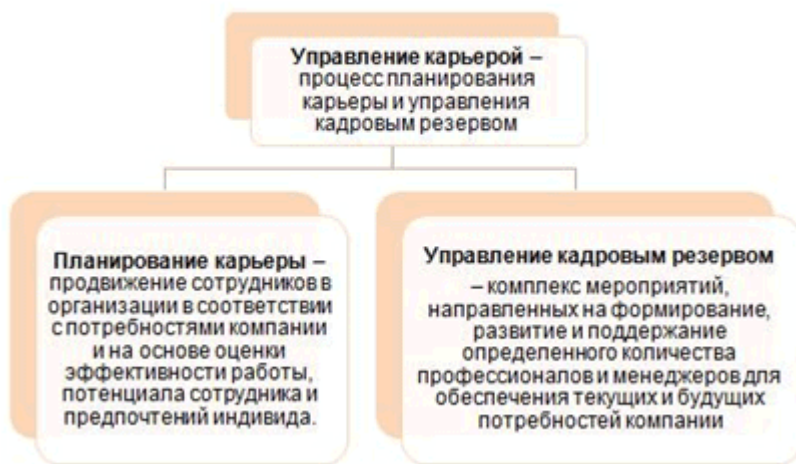 Управление карьерой –
процесс планирования
карьеры и управления
кадровым резервом
Планирование карьеры –
продвижение сотрудников в
организации в соответствии
с потребностями компании
и на основе оценки
эффективности работы,
потенциала сотрудника и
предпочтений индивида.
Управление кадровым резервом
– комплекс мероприятий,
направленных на формирование,
развитие и поддержание
определенного количества
профессионалов и менеджеров для
обеспечения текущих и будущих
потребностей компании